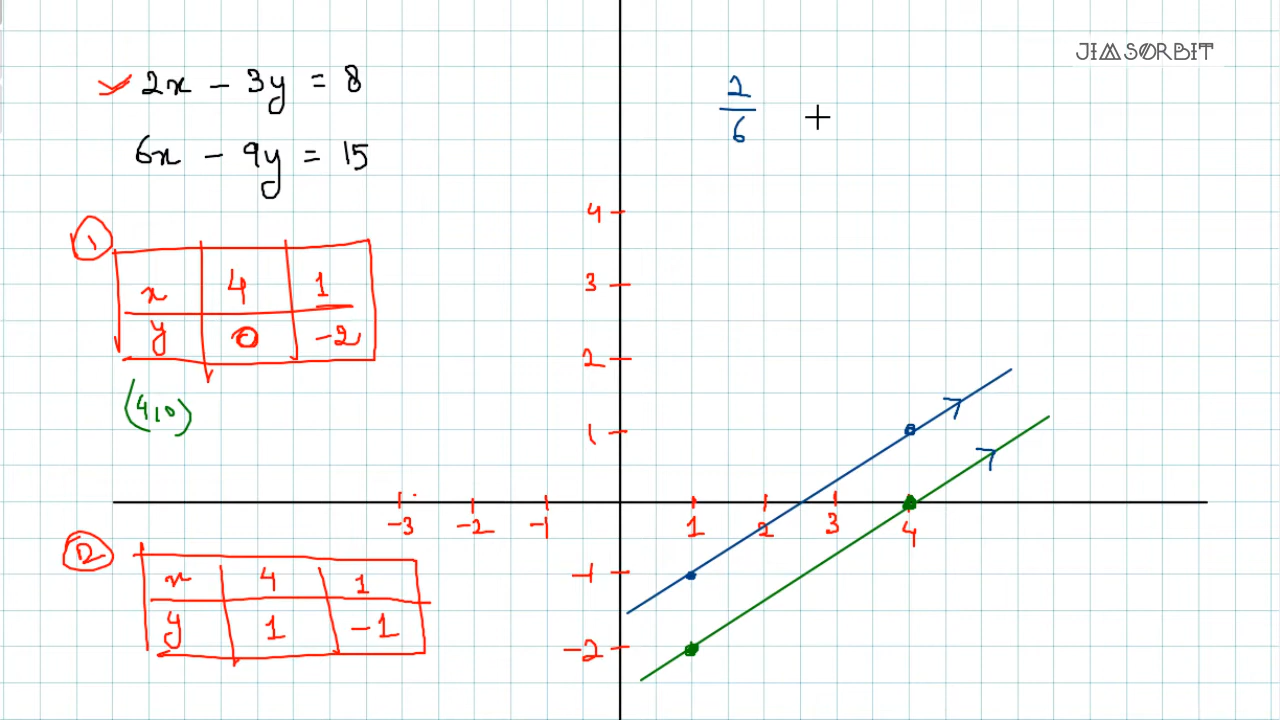 JIMSORBIT
2x - 3y = 8
6x - 9y = 15
2/6
1
x 4 1
y 0 -2
(4,0)
2
x 4 1
y 1 -1
4
3
2
1
-3 -2 -1 1 2 3 4
-1
-2